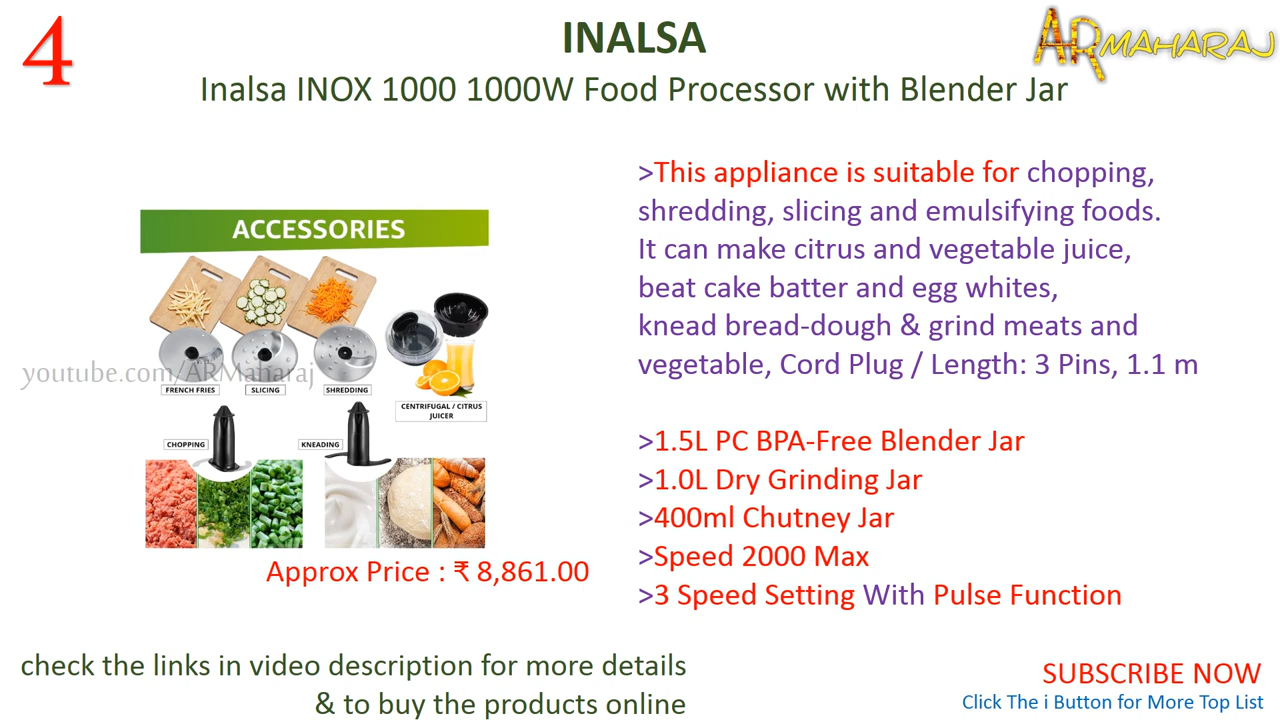 4
INALSA
ARMAHARAJ
Inalsa INOX 1000 1000W Food Processor with Blender Jar
ACCESSORIES
youtube.com/ARMaharaj
FRENCH FRIES
SLICING
SHREDDING
CENTRIFUGAL / CITRUS
JUICER
CHOPPING
KNEADING
Approx Price : ₹ 8,861.00
>This appliance is suitable for chopping,
shredding, slicing and emulsifying foods.
It can make citrus and vegetable juice,
beat cake batter and egg whites,
knead bread-dough & grind meats and
vegetable, Cord Plug / Length: 3 Pins, 1.1 m
>1.5L PC BPA-Free Blender Jar
>1.0L Dry Grinding Jar
>400ml Chutney Jar
>Speed 2000 Max
>3 Speed Setting With Pulse Function
check the links in video description for more details
& to buy the products online
SUBSCRIBE NOW
Click The i Button for More Top List